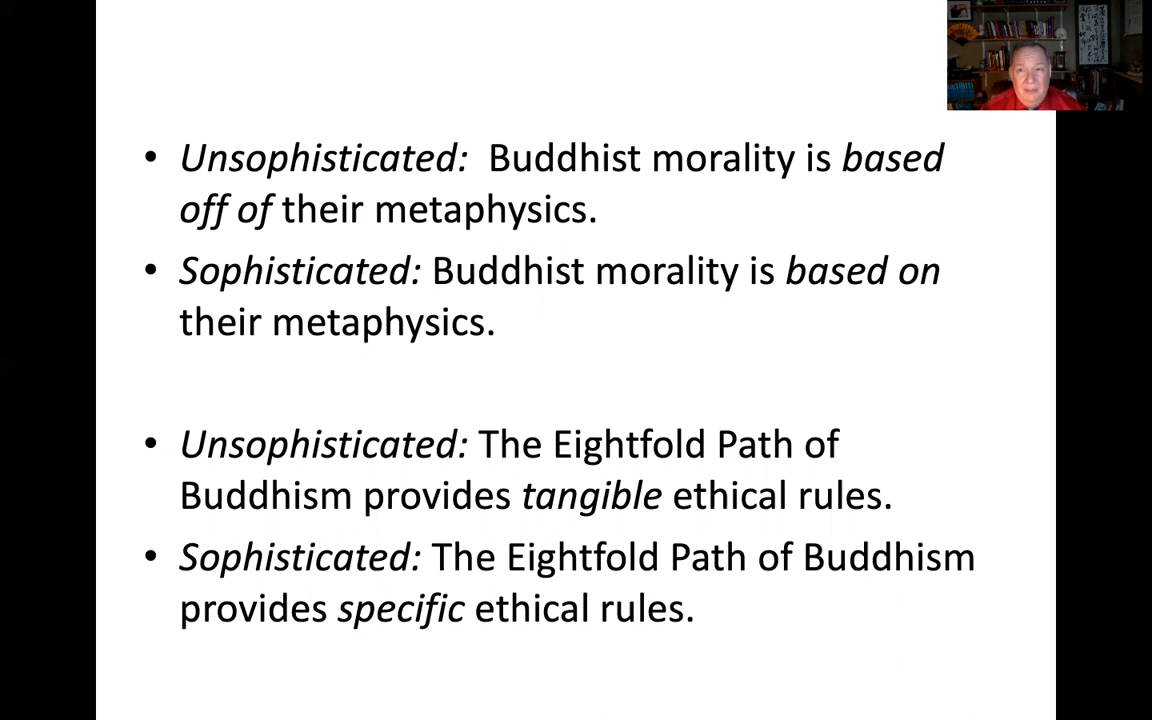 • Unsophisticated: Buddhist morality is based
off of their metaphysics.
• Sophisticated: Buddhist morality is based on
their metaphysics.
• Unsophisticated: The Eightfold Path of
Buddhism provides tangible ethical rules.
• Sophisticated: The Eightfold Path of Buddhism
provides specific ethical rules.